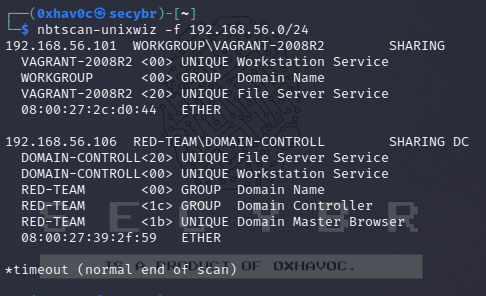 ┌──(0xhav0c㉿secybr)-[~]
└─$ nbtscan-unixwiz -f 192.168.56.0/24
192.168.56.101  WORKGROUP\VAGRANT-2008R2        SHARING
  VAGRANT-2008R2 <00> UNIQUE Workstation Service
  WORKGROUP      <00> GROUP  Domain Name
  VAGRANT-2008R2 <20> UNIQUE File Server Service
  08:00:27:2c:d0:44   ETHER
192.168.56.106  RED-TEAM\DOMAIN-CONTROLL        SHARING DC
  DOMAIN-CONTROLL<20> UNIQUE File Server Service
  DOMAIN-CONTROLL<00> UNIQUE Workstation Service
  RED-TEAM       <00> GROUP  Domain Name
  RED-TEAM       <1c> GROUP  Domain Controller
  RED-TEAM       <1b> UNIQUE Domain Master Browser
  08:00:27:39:2f:59   ETHER
*timeout (normal end of scan)
SECYBR
IS A PRODUCT OF 0XHAV0C.